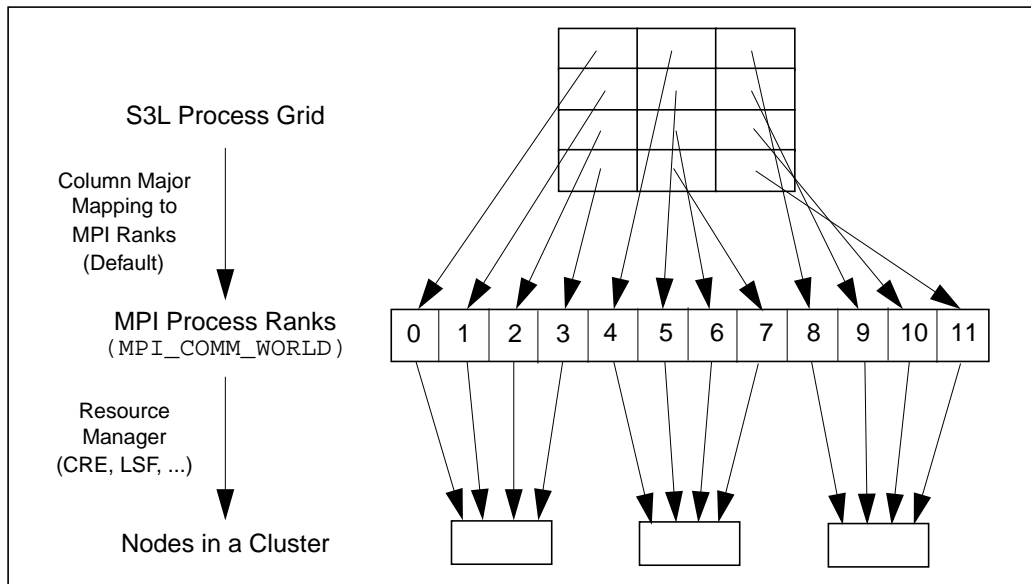 S3L Process Grid
Column Major
Mapping to
MPI Ranks
(Default)
MPI Process Ranks
(MPI_COMM_WORLD)
0 1 2 3 4 5 6 7 8 9 10 11
Resource
Manager
(CRE, LSF, ...)
Nodes in a Cluster